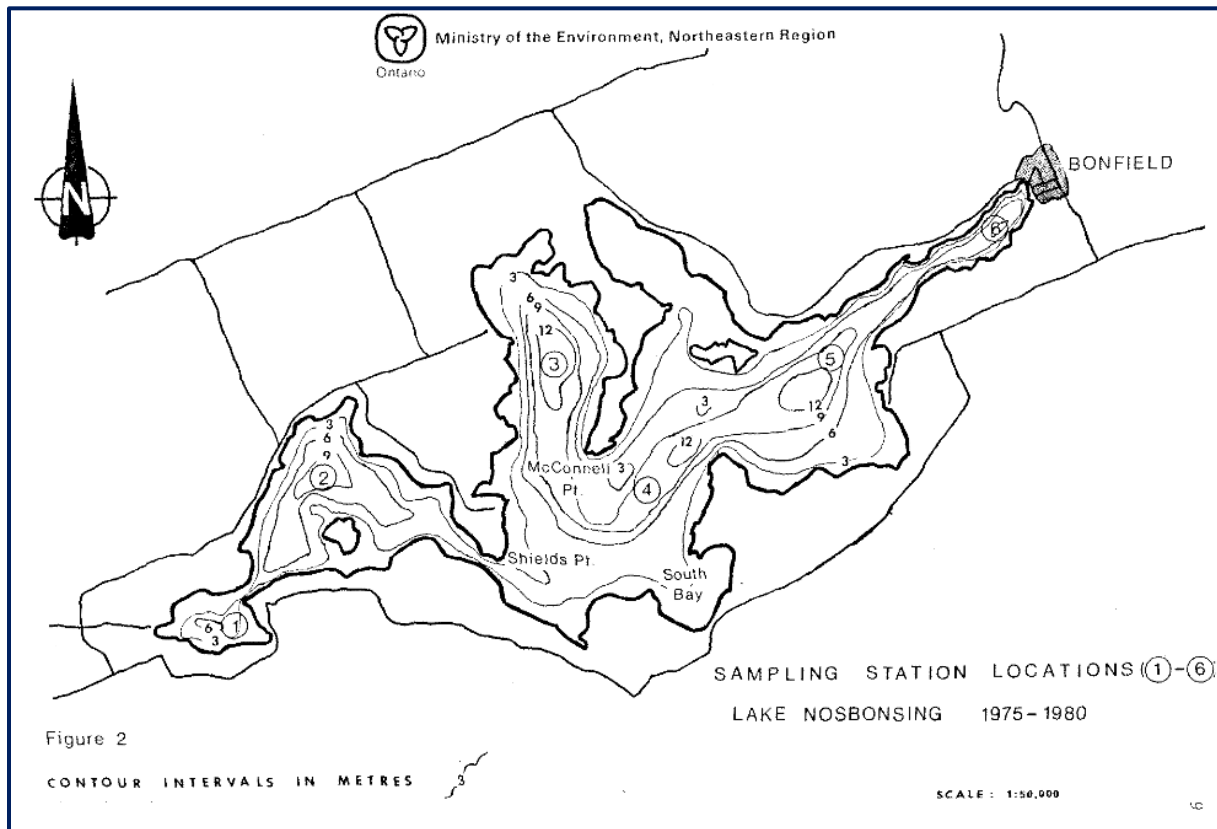 Ministry of the Environment, Northeastern Region
Ontario
N
BONFIELD
6
3
6
9
12
3
5
12
9
6
3
3
12
3
6
9
2
McConnell
Pt.
3
4
Shields Pt.
South
Bay
6
1
3
SAMPLING STATION LOCATIONS (1-6)
LAKE NOSBONSING 1975-1980
Figure 2
CONTOUR INTERVALS IN METRES 3
SCALE: 1:50,000